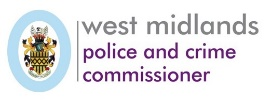 west midlands
police and crime
commissioner